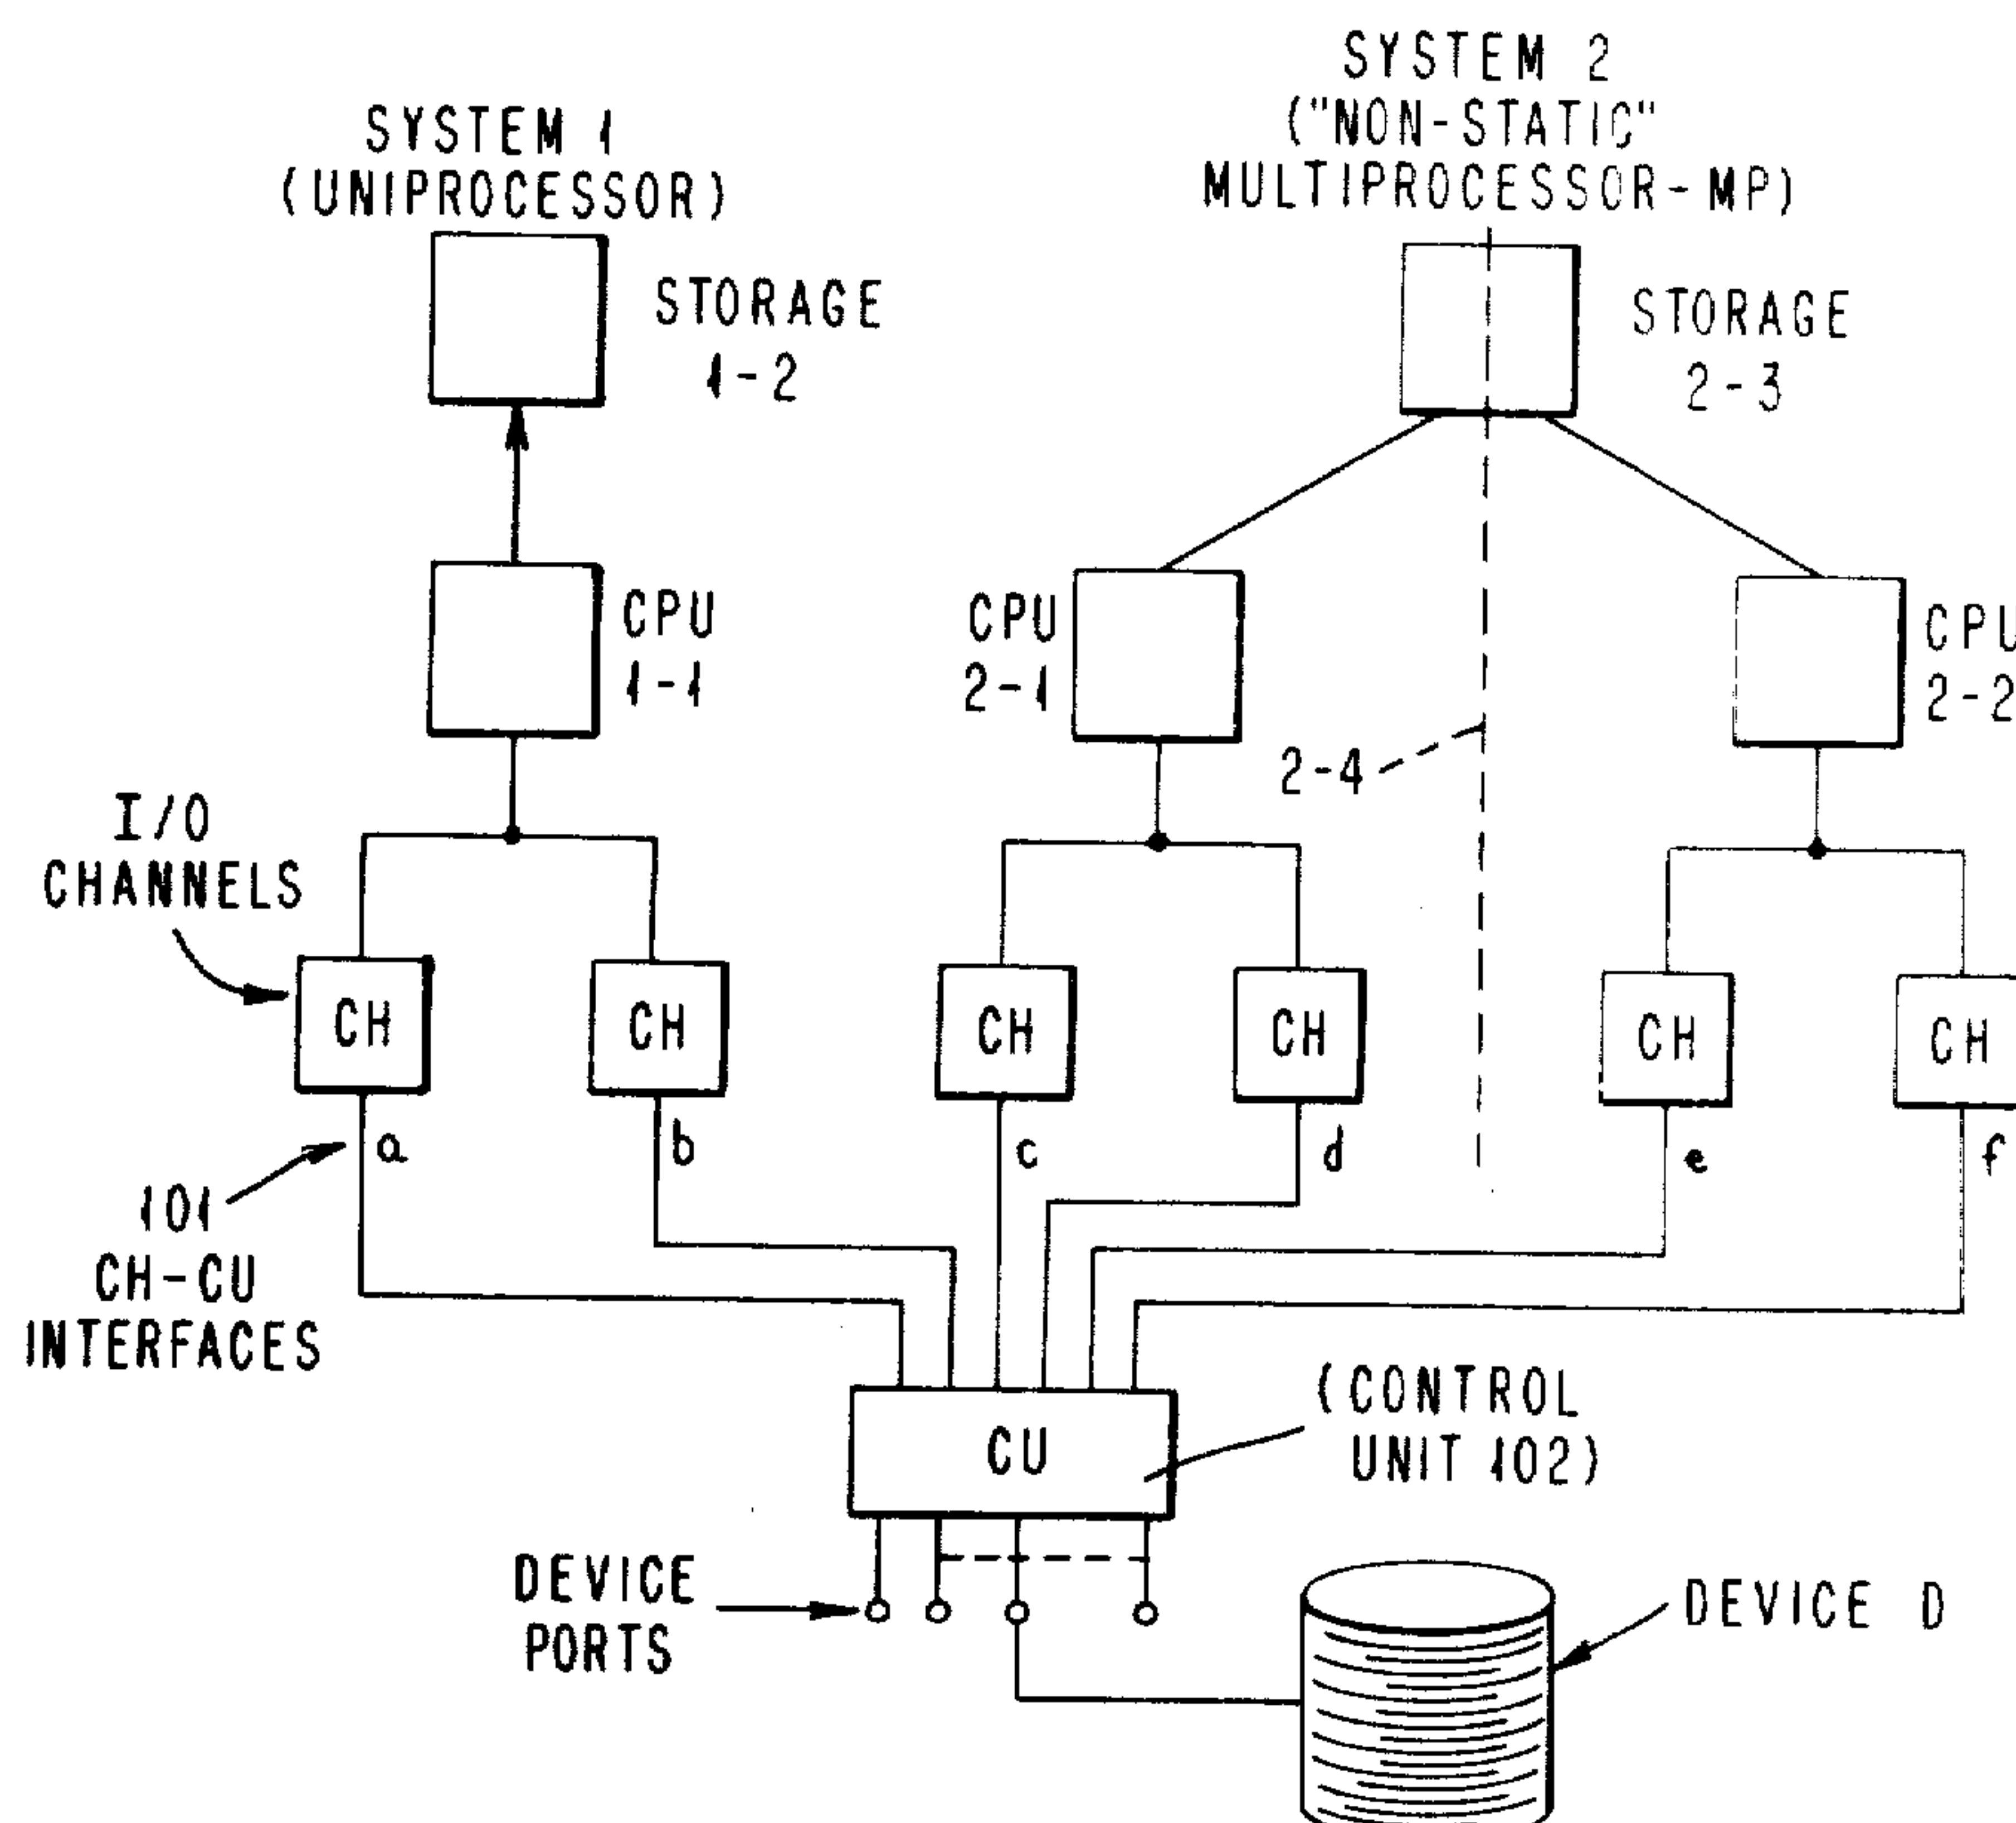 SYSTEM 1
(UNIPROCESSOR)
SYSTEM 2
("NON-STATIC"
MULTIPROCESSOR-MP)
STORAGE
1-2
STORAGE
2-3
CPU
1-1
CPU
2-1
2-4
CPU
2-2
I/O
CHANNELS
CH
CH
CH
CH
CH
CH
a
b
c
d
e
f
101
CH-CU
INTERFACES
CU
(CONTROL
UNIT 102)
DEVICE
PORTS
DEVICE D